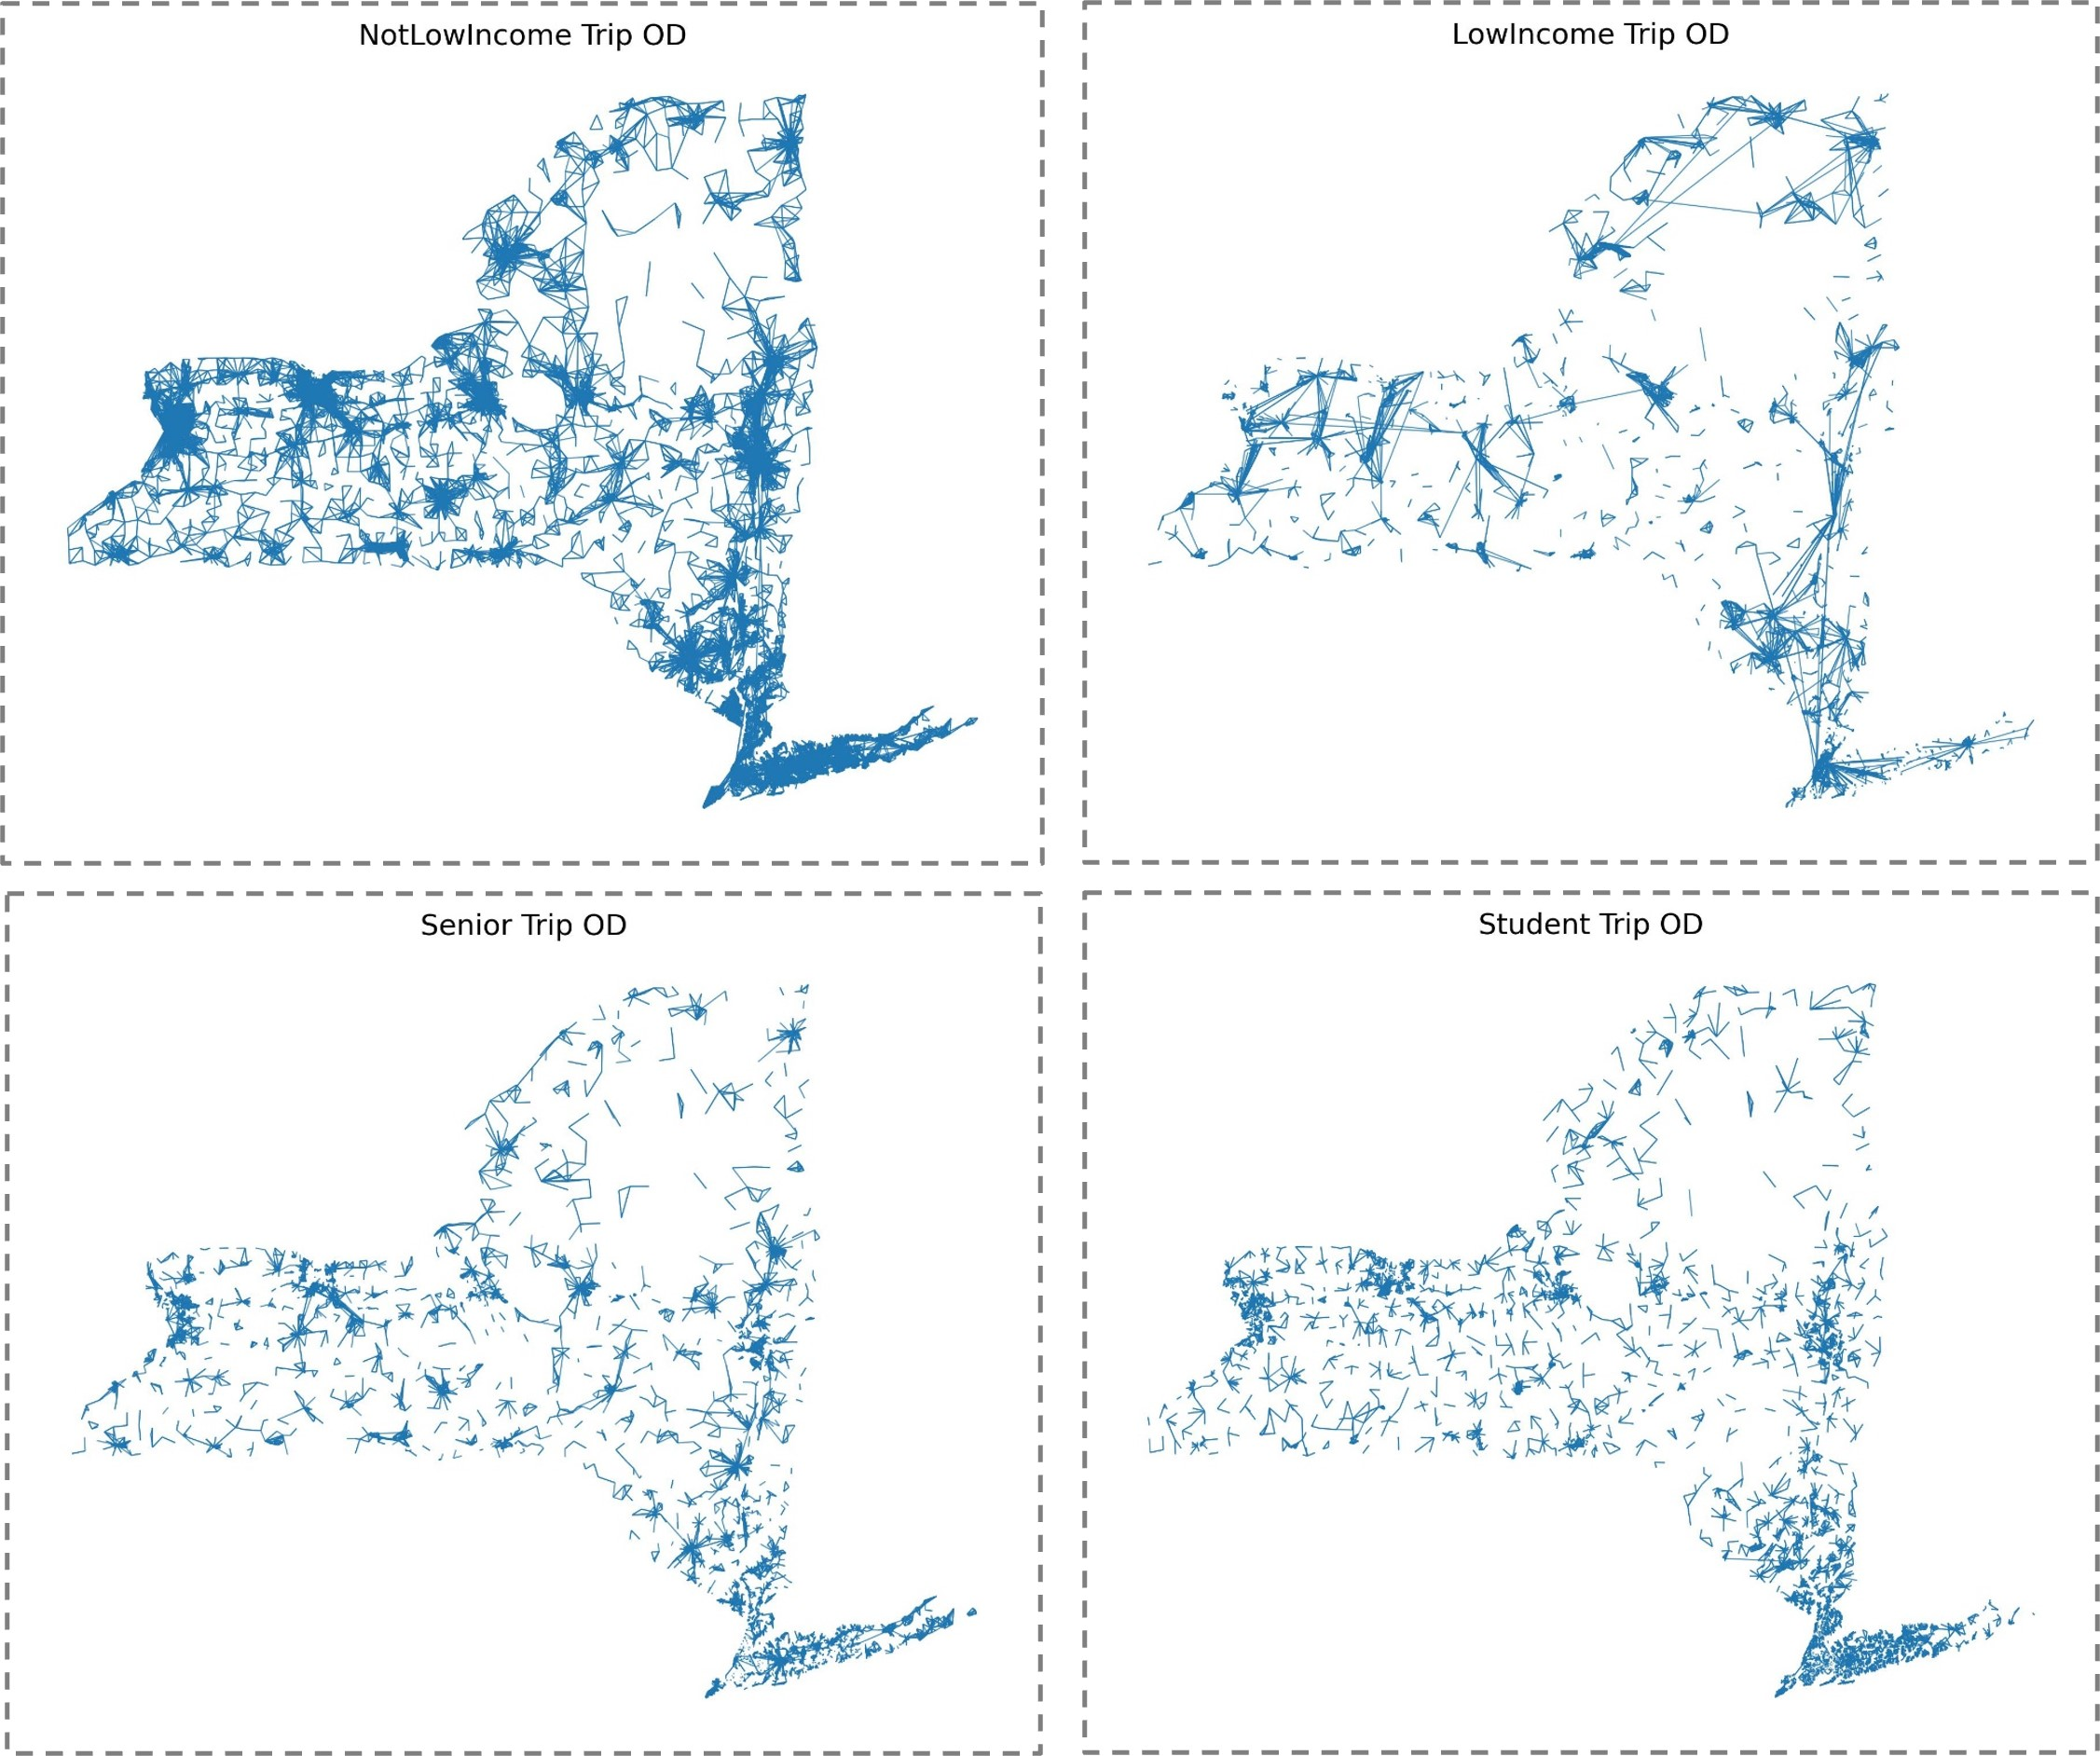 NotLowIncome Trip OD
LowIncome Trip OD
Senior Trip OD
Student Trip OD